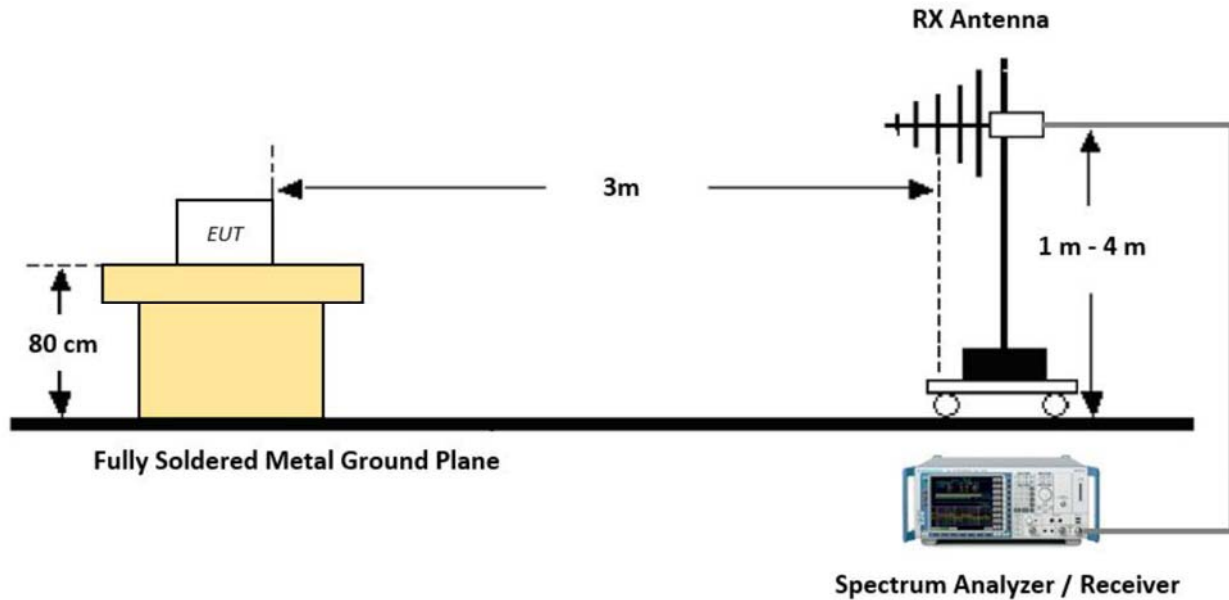 RX Antenna
3m
EUT
1 m - 4 m
80 cm
Fully Soldered Metal Ground Plane
Spectrum Analyzer / Receiver